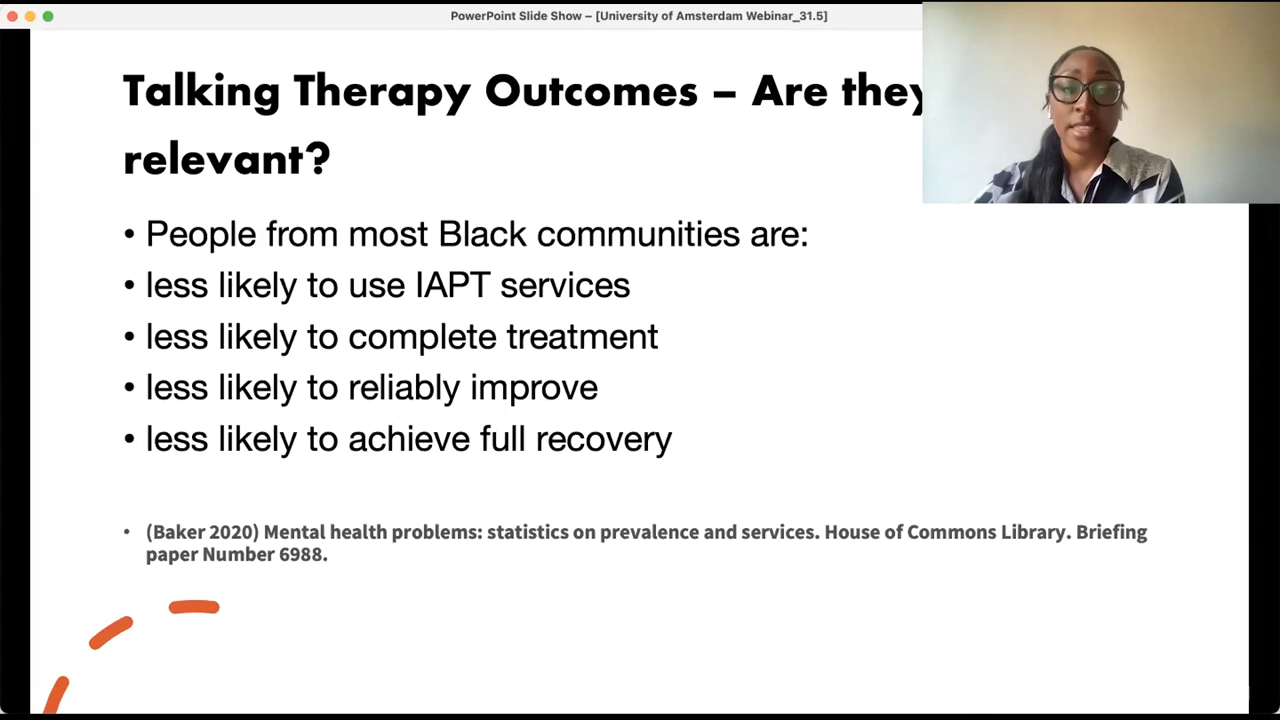 PowerPoint Slide Show – [University of Amsterdam Webinar_31.5]
Talking Therapy Outcomes – Are they
relevant?
• People from most Black communities are:
• less likely to use IAPT services
• less likely to complete treatment
• less likely to reliably improve
• less likely to achieve full recovery
• (Baker 2020) Mental health problems: statistics on prevalence and services. House of Commons Library. Briefing
paper Number 6988.